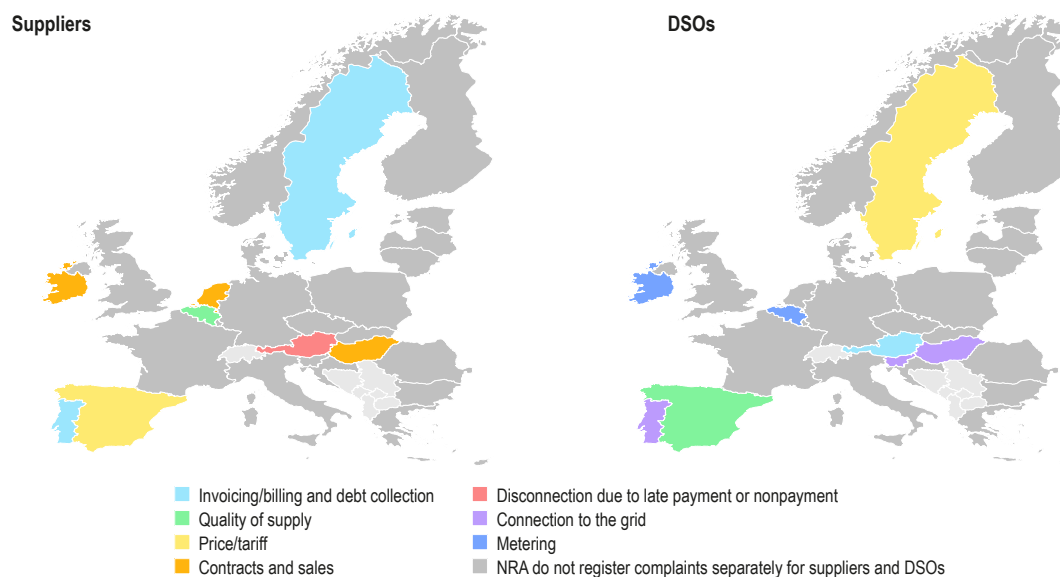 Suppliers
DSOs
Invoicing/billing and debt collection
Quality of supply
Price/tariff
Contracts and sales
Disconnection due to late payment or nonpayment
Connection to the grid
Metering
NRA do not register complaints separately for suppliers and DSOs